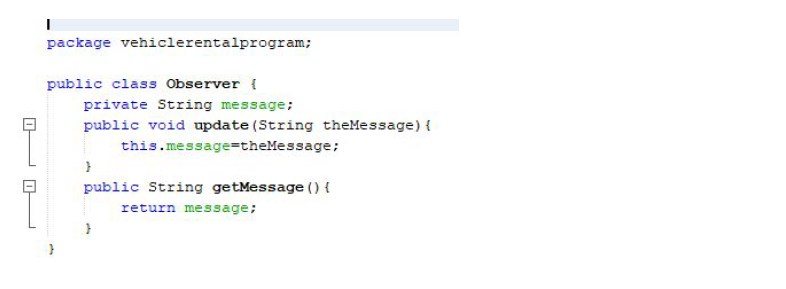 package vehiclerentalprogram;
public class Observer {
private String message;
public void update(String theMessage){
this.message=theMessage;
}
public String getMessage(){
return message;
}
}